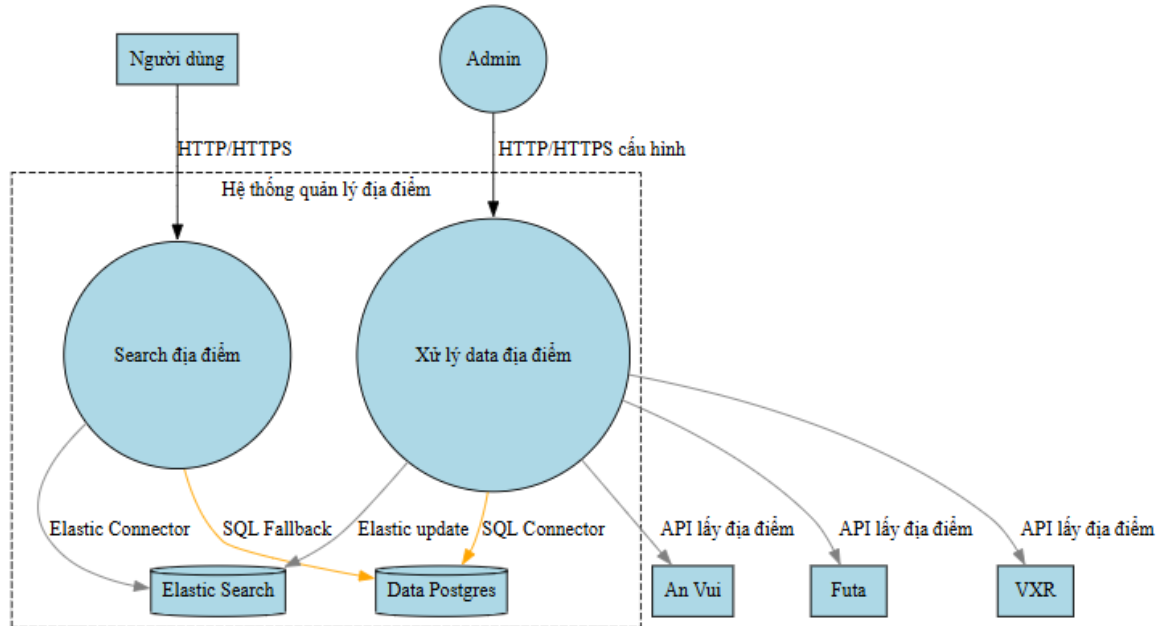 Người dùng
Admin
HTTP/HTTPS
HTTP/HTTPS cấu hình
Hệ thống quản lý địa điểm
Search địa điểm
Xử lý data địa điểm
Elastic Connector
SQL Fallback
Elastic update
SQL Connector
API lấy địa điểm
API lấy địa điểm
API lấy địa điểm
Elastic Search
Data Postgres
An Vui
Futa
VXR